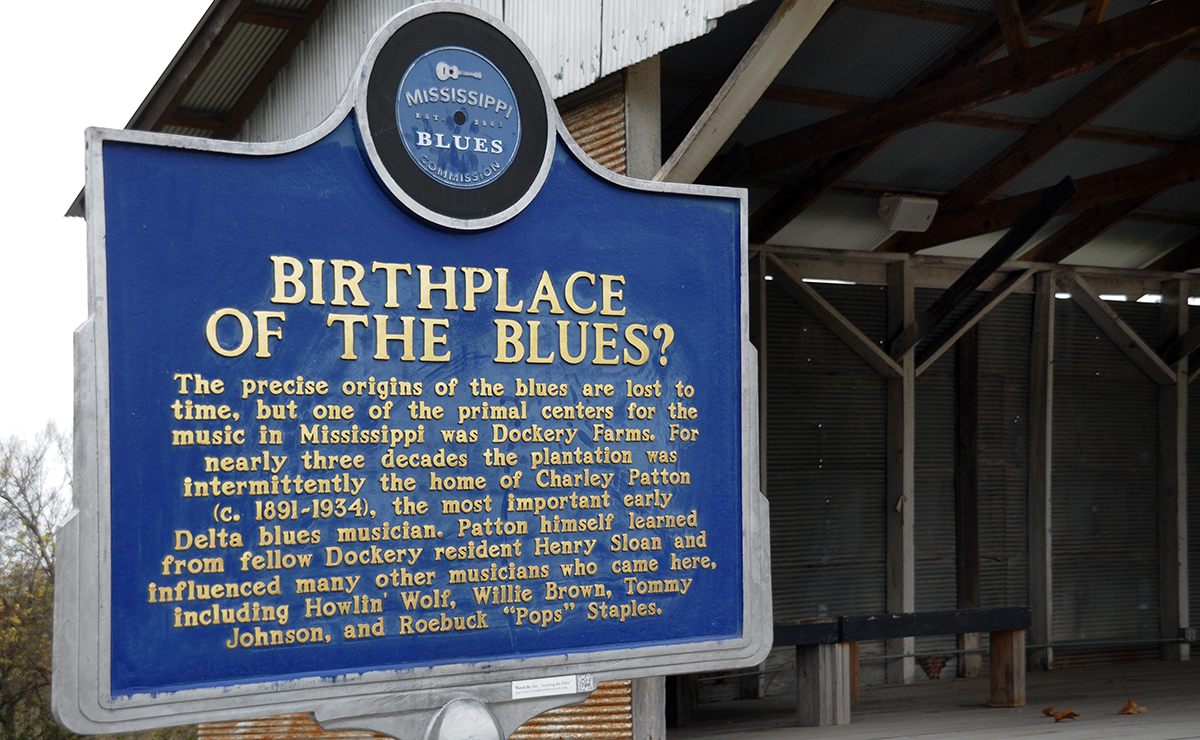 MISSISSIPPI
EST. 2003
BLUES
COMMISSION
BIRTHPLACE
OF THE BLUES?
The precise origins of the blues are lost to
time, but one of the primal centers for the
music in Mississippi was Dockery Farms. For
nearly three decades the plantation was
intermittently the home of Charley Patton
(c. 1891-1934), the most important early
Delta blues musician. Patton himself learned
from fellow Dockery resident Henry Sloan and
influenced many other musicians who came here,
including Howlin' Wolf, Willie Brown, Tommy
Johnson, and Roebuck "Pops" Staples.
Watch the